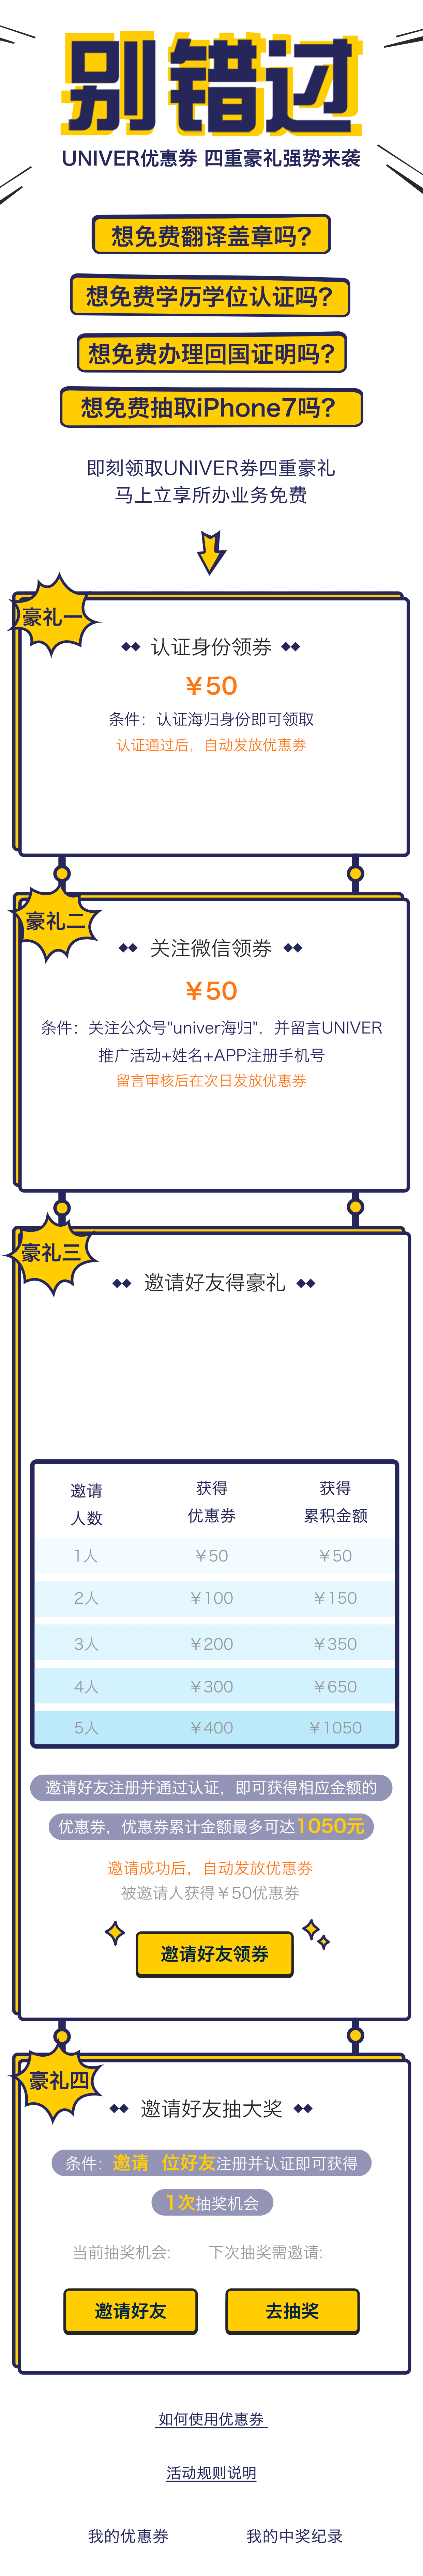 别错过
UNIVER优惠券 四重豪礼强势来袭
想免费翻译盖章吗?
想免费学历学位认证吗?
想免费办理回国证明吗?
想免费抽取iPhone7吗?
即刻领取UNIVER券四重豪礼
马上立享所办业务免费
豪礼一
认证身份领券
￥50
条件：认证海归身份即可领取
认证通过后，自动发放优惠券
豪礼二
关注微信领券
￥50
条件：关注公众号"univer海归"，并留言UNIVER
推广活动+姓名+APP注册手机号
留言审核后在次日发放优惠券
豪礼三
邀请好友得豪礼
邀请 获得 获得
人数 优惠券 累积金额
1人 ￥50 ￥50
2人 ￥100 ￥150
3人 ￥200 ￥350
4人 ￥300 ￥650
5人 ￥400 ￥1050
邀请好友注册并通过认证，即可获得相应金额的
优惠券，优惠券累计金额最多可达1050元
邀请成功后，自动发放优惠券
被邀请人获得￥50优惠券
邀请好友领券
豪礼四
邀请好友抽大奖
条件：邀请 位好友注册并认证即可获得
1次抽奖机会
当前抽奖机会: 下次抽奖需邀请:
邀请好友 去抽奖
如何使用优惠券
活动规则说明
我的优惠券 我的中奖纪录